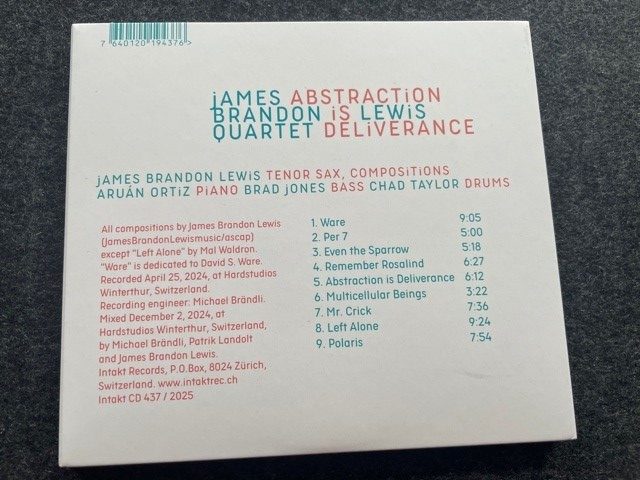 7 640120 194376>
jAMES ABSTRACTiON
BRANDON iS LEWiS
QUARTET DELiVERANCE
jAMES BRANDON LEWiS TENOR SAX, COMPOSiTiONS
ARUÁN ORTiZ PiANO BRAD jONES BASS CHAD TAYLOR DRUMS
All compositions by James Brandon Lewis
(JamesBrandonLewismusic/ascap)
except "Left Alone" by Mal Waldron.
"Ware" is dedicated to David S. Ware.
Recorded April 25, 2024, at Hardstudios
Winterthur, Switzerland.
Recording engineer: Michael Brändli.
Mixed December 2, 2024, at
Hardstudios Winterthur, Switzerland,
by Michael Brändli, Patrik Landolt
and James Brandon Lewis.
Intakt Records, P.O.Box, 8024 Zürich,
Switzerland. www.intaktrec.ch
Intakt CD 437 / 2025
1. Ware 9:05
2. Per 7 5:00
3. Even the Sparrow 5:18
4. Remember Rosalind 6:27
5. Abstraction is Deliverance 6:12
6. Multicellular Beings 3:22
7. Mr. Crick 7:36
8. Left Alone 9:24
9. Polaris 7:54